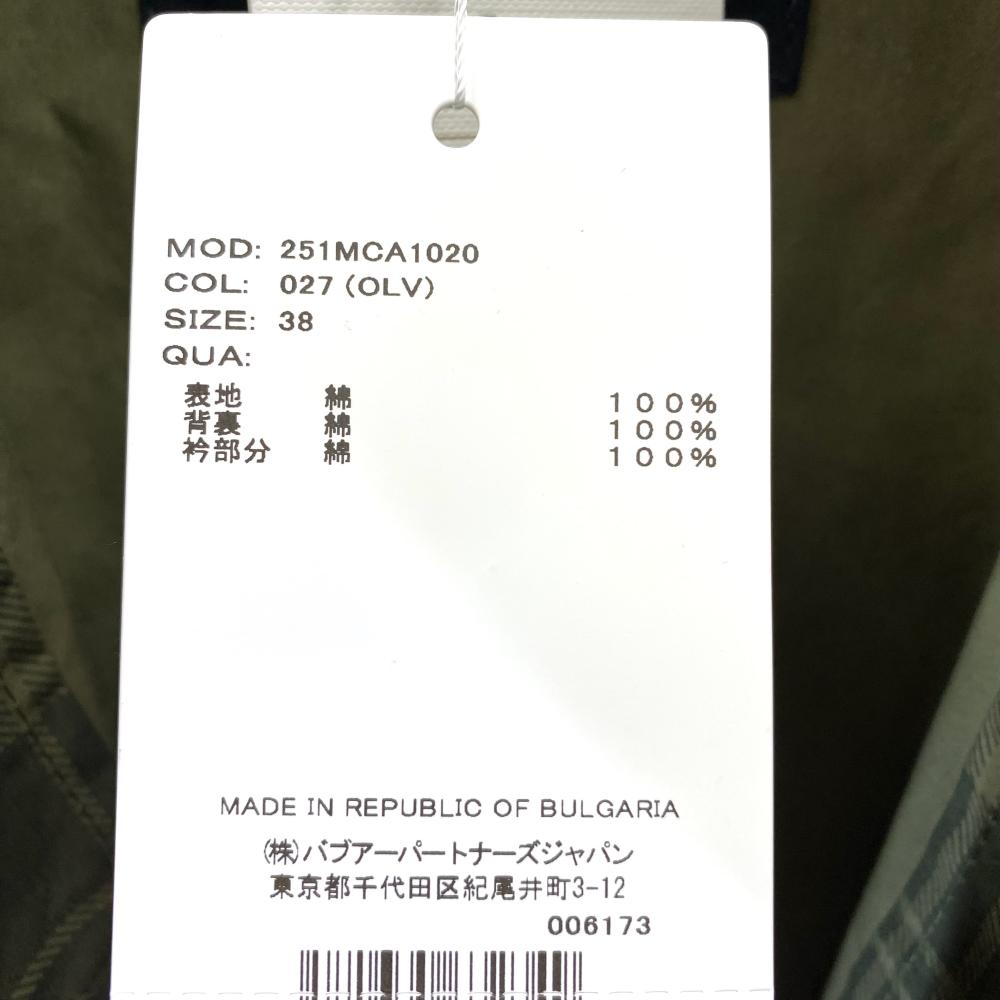 MOD: 251MCA1020
COL: 027 (OLV)
SIZE: 38
QUA:
表地 綿 100%
背裏 綿 100%
衿部分 綿 100%
MADE IN REPUBLIC OF BULGARIA
(株)バブアーパートナーズジャパン
東京都千代田区紀尾井町3-12
006173